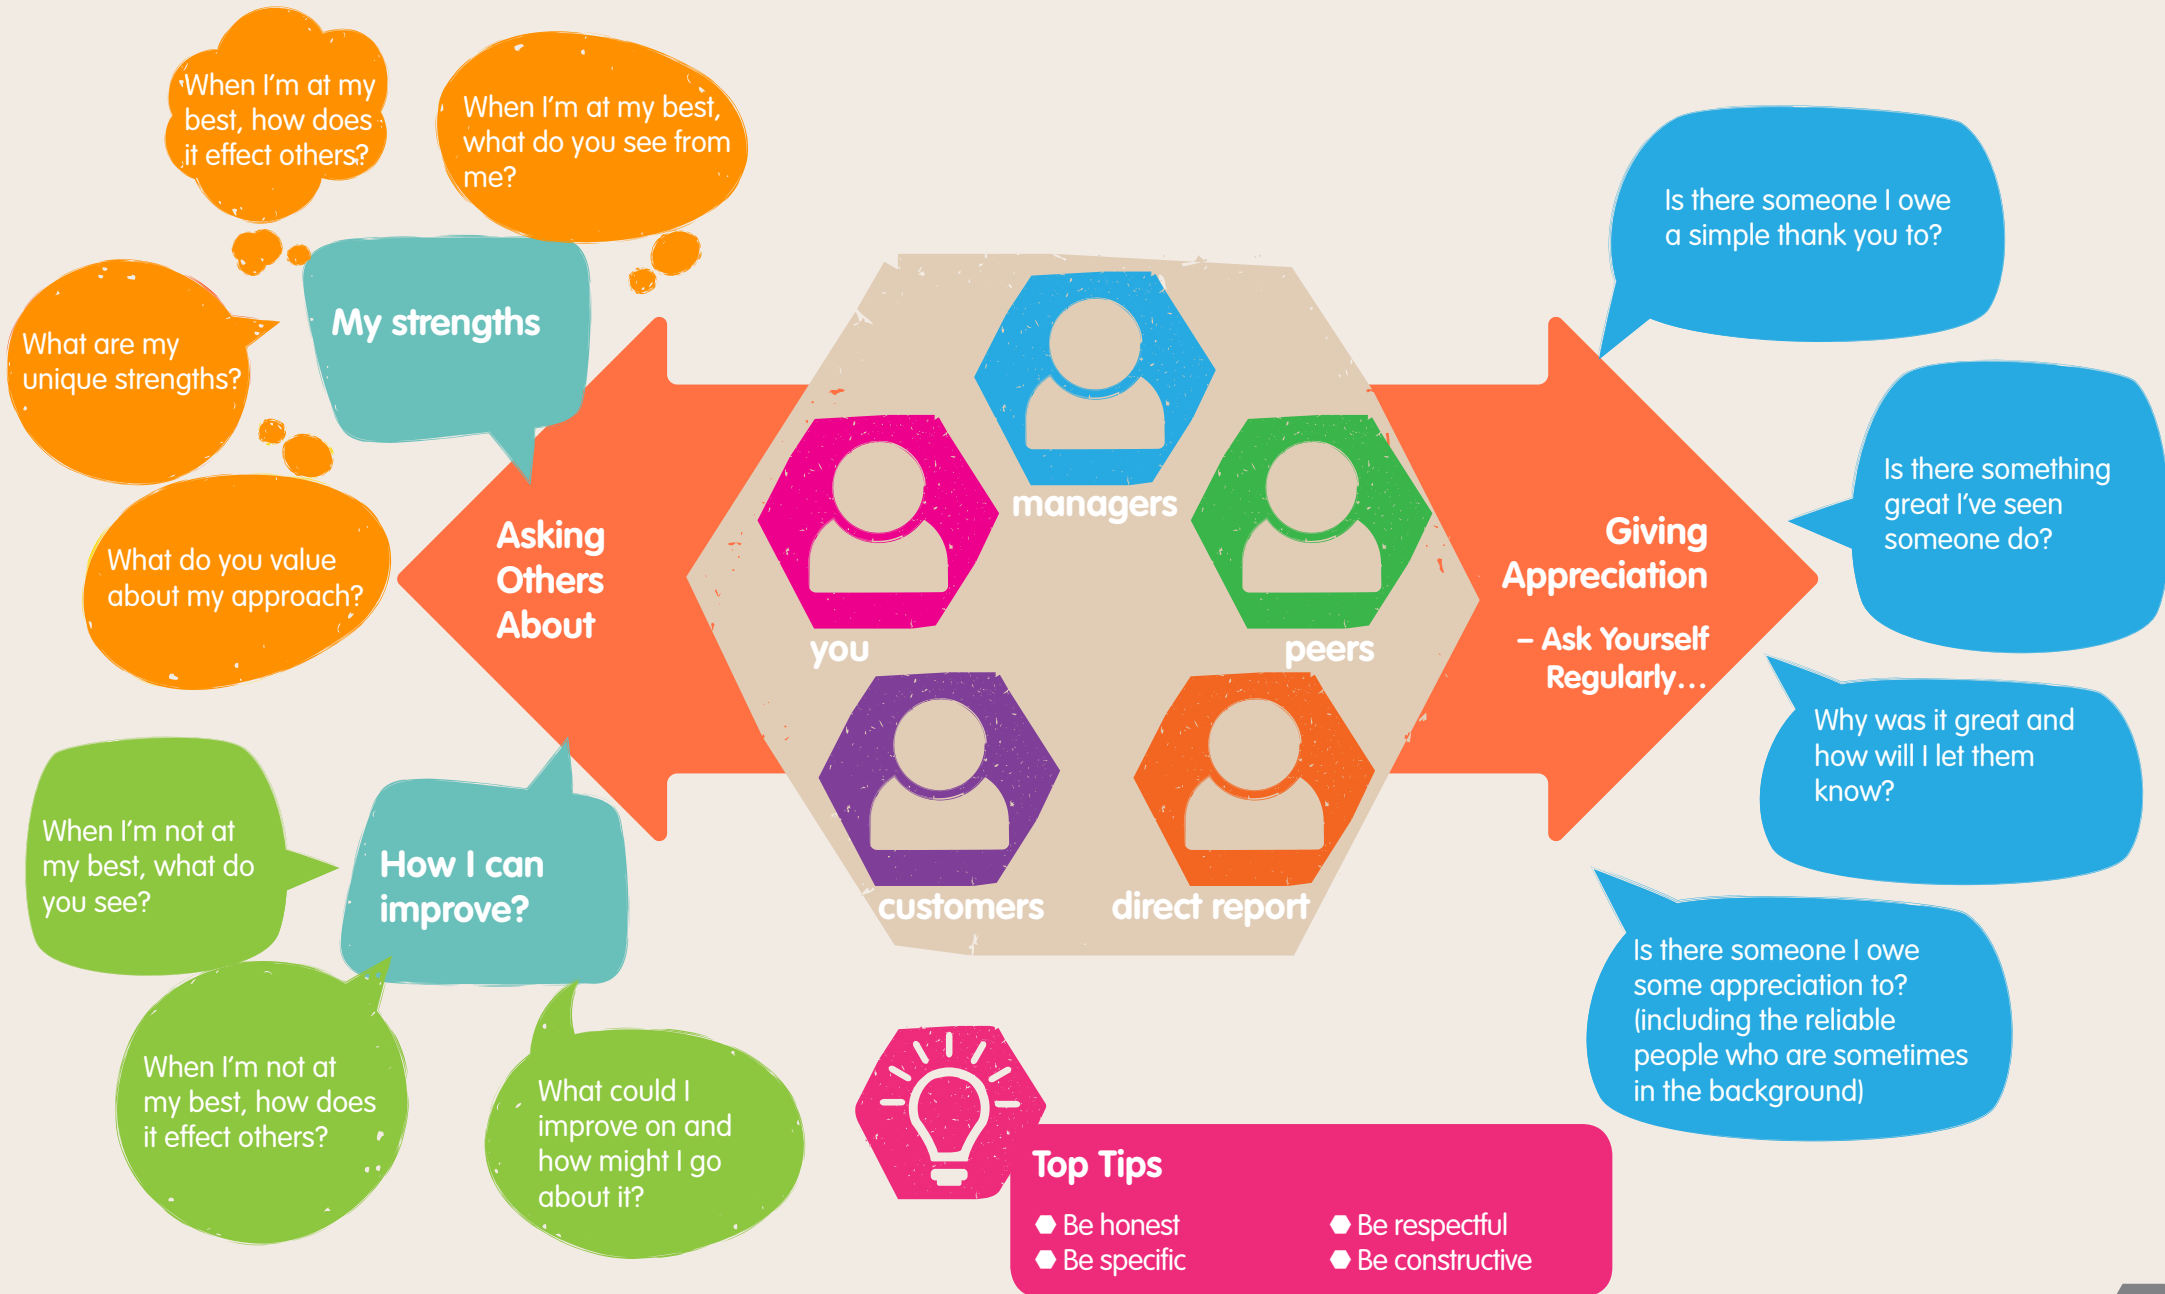 When I'm at my
best, how does
it effect others?
When I'm at my best,
what do you see from
me?
My strengths
What are my
unique strengths?
What do you value
about my approach?
Asking
Others
About
When I'm not at
my best, what do
you see?
How I can
improve?
When I'm not at
my best, how does
it effect others?
What could I
improve on and
how might I go
about it?
managers
you
peers
customers
direct report
Giving
Appreciation
– Ask Yourself
Regularly…
Is there someone I owe
a simple thank you to?
Is there something
great I've seen
someone do?
Why was it great and
how will I let them
know?
Is there someone I owe
some appreciation to?
(including the reliable
people who are sometimes
in the background)
Top Tips
Be honest
Be specific
Be respectful
Be constructive